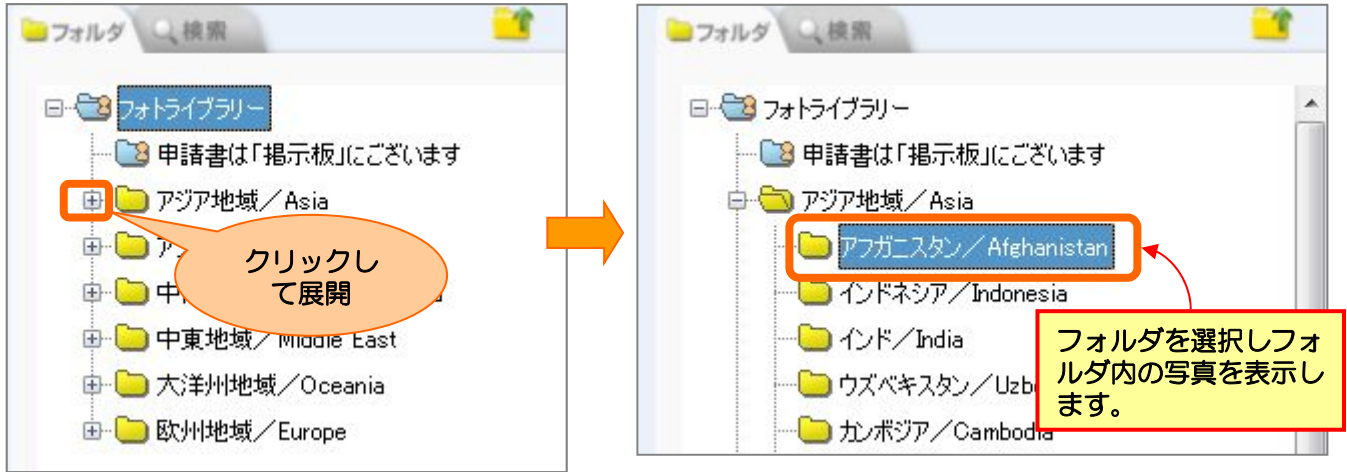 フォルダ 検索
フォトライブラリー
申請書は「掲示板」にございます
アジア地域／Asia
クリックし
て展開
ア
中
中東地域／Middle East
大洋州地域／Oceania
欧州地域／Europe
フォルダ 検索
フォトライブラリー
申請書は「掲示板」にございます
アジア地域／Asia
アフガニスタン／Afghanistan
インドネシア／Indonesia
インド／India
ウズベキスタン／Uzb
カンボジア／Cambodia
フォルダを選択しフォ
ルダ内の写真を表示し
ます。